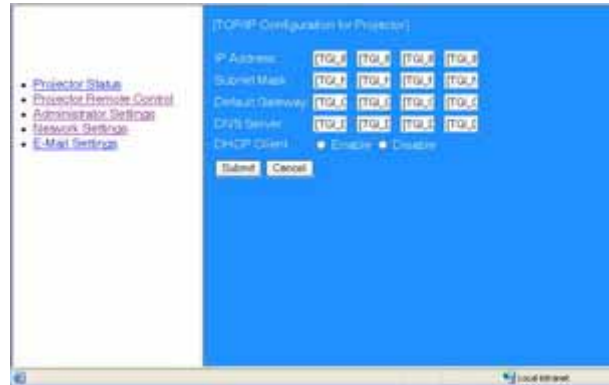 [TCP/IP Configuration for Projector]
IP Address
Subnet Mask
Default Gateway
DNS Server
DHCP Client Enable Disable
Submit Cancel
Projector Status
Projector Remote Control
Administrator Settings
Network Settings
E-Mail Settings
Local intranet